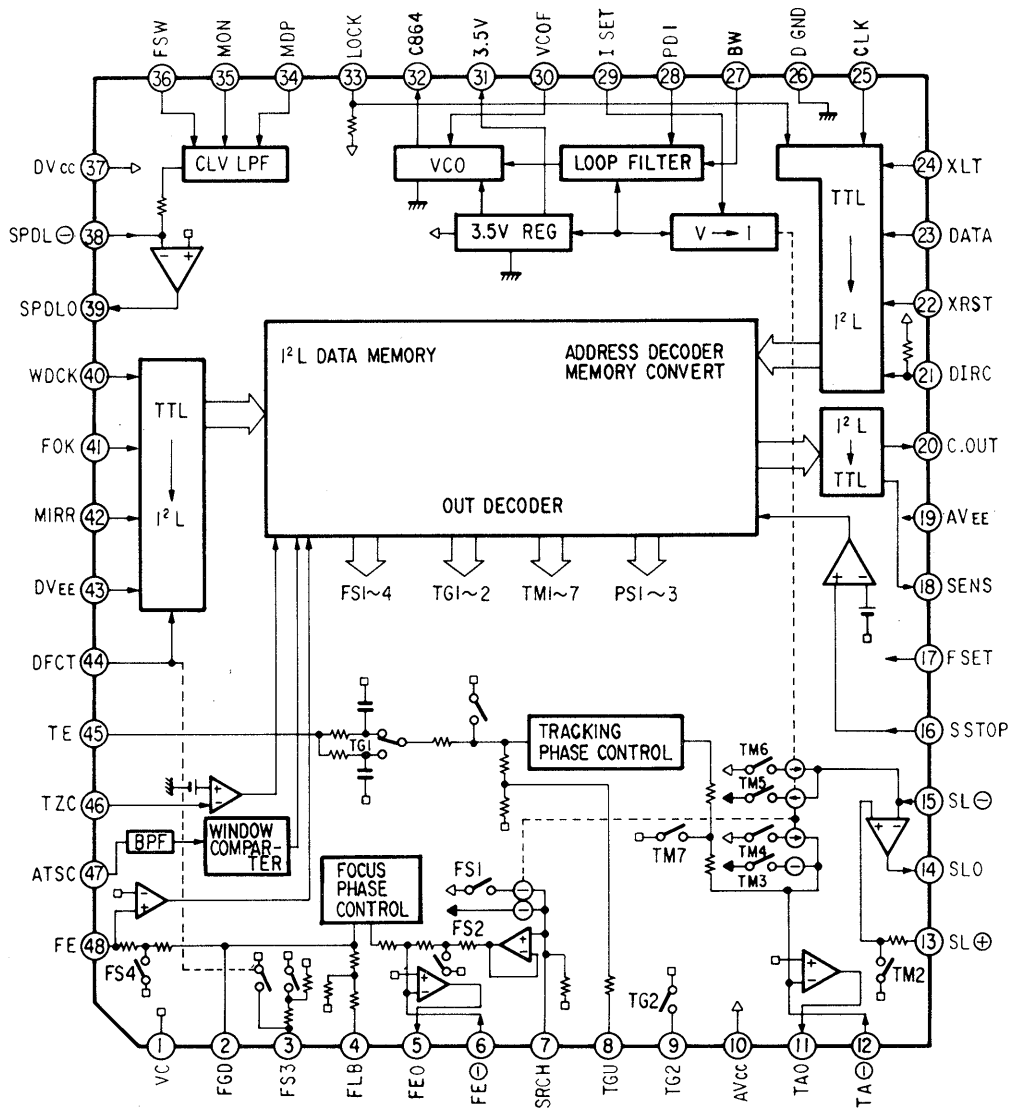 FSW
MON
MDP
LOCK
C864
3.5V
VCOF
ISET
PDI
BW
DGND
CLK
36
35
34
33
32
31
30
29
28
27
26
25
DVcc
37
CLV LPF
VCO
LOOP FILTER
TTL
I²L
24
XLT
SPDL⊖
38
− +
3.5V REG
V → I
23
DATA
SPDLO
39
22
XRST
WDCK
40
TTL
I²L
I²L DATA MEMORY
ADDRESS DECODER
MEMORY CONVERT
21
DIRC
FOK
41
I²L
TTL
20
C.OUT
MIRR
42
OUT DECODER
19
AVEE
DVEE
43
FS1~4
TG1~2
TM1~7
PS1~3
+ −
18
SENS
DFCT
44
17
FSET
TE
45
TG1
TRACKING
PHASE CONTROL
16
SSTOP
TZC
46
+
−
TM6
TM5
15
SL⊖
ATSC
47
BPF
WINDOW
COMPAR-
TER
TM7
TM4
TM3
+ −
14
SLO
FOCUS
PHASE
CONTROL
FS1
FE
48
−
+
FS4
FS2
+
−
+
−
TG2
+
−
TM2
13
SL⊕
1
2
3
4
5
6
7
8
9
10
11
12
VC
FGD
FS3
FLB
FEO
FE⊖
SRCH
TGU
TG2
AVcc
TAO
TA⊖